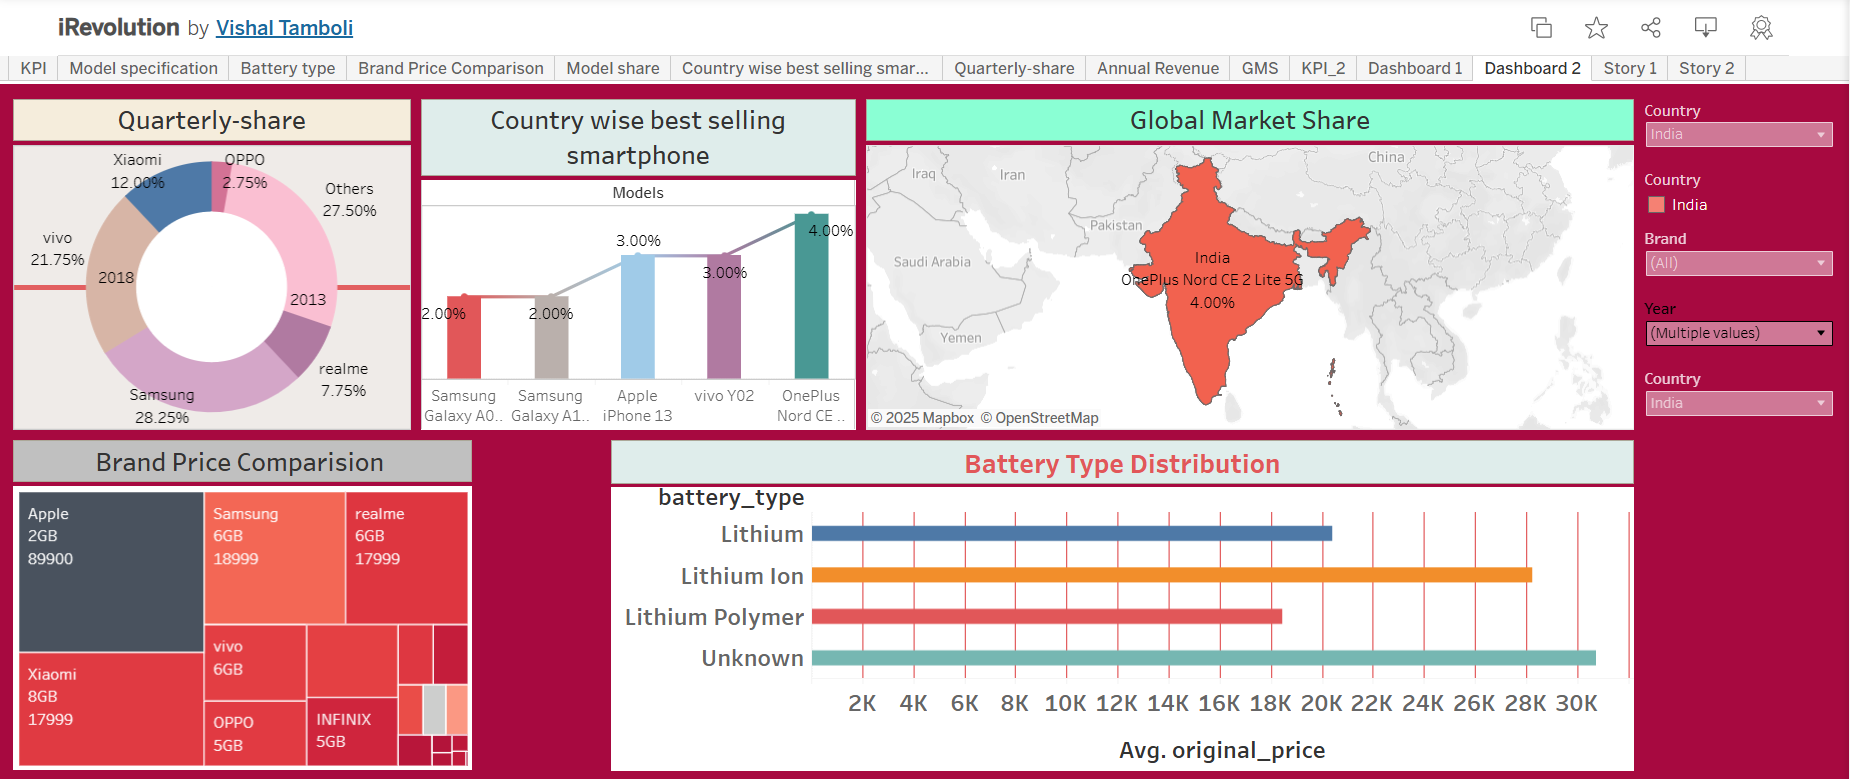 iRevolution by Vishal Tamboli
KPI
Model specification
Battery type
Brand Price Comparison
Model share
Country wise best selling smar...
Quarterly-share
Annual Revenue
GMS
KPI_2
Dashboard 1
Dashboard 2
Story 1
Story 2
Quarterly-share
Xiaomi
12.00%
OPPO
2.75%
Others
27.50%
vivo
21.75%
2018
2013
realme
7.75%
Samsung
28.25%
Country wise best selling
smartphone
Models
2.00%
2.00%
3.00%
3.00%
4.00%
Samsung
Galaxy A0..
Samsung
Galaxy A1..
Apple
iPhone 13
vivo Y02
OnePlus
Nord CE ..
Global Market Share
China
Iraq
Iran
Pakistan
Saudi Arabia
Yemen
India
OnePlus Nord CE 2 Lite 5G
4.00%
© 2025 Mapbox © OpenStreetMap
Country
India
Country
India
Brand
(All)
Year
(Multiple values)
Country
India
Brand Price Comparision
Apple
2GB
89900
Samsung
6GB
18999
realme
6GB
17999
Xiaomi
8GB
17999
vivo
6GB
OPPO
5GB
INFINIX
5GB
Battery Type Distribution
battery_type
Lithium
Lithium Ion
Lithium Polymer
Unknown
2K 4K 6K 8K 10K 12K 14K 16K 18K 20K 22K 24K 26K 28K 30K
Avg. original_price